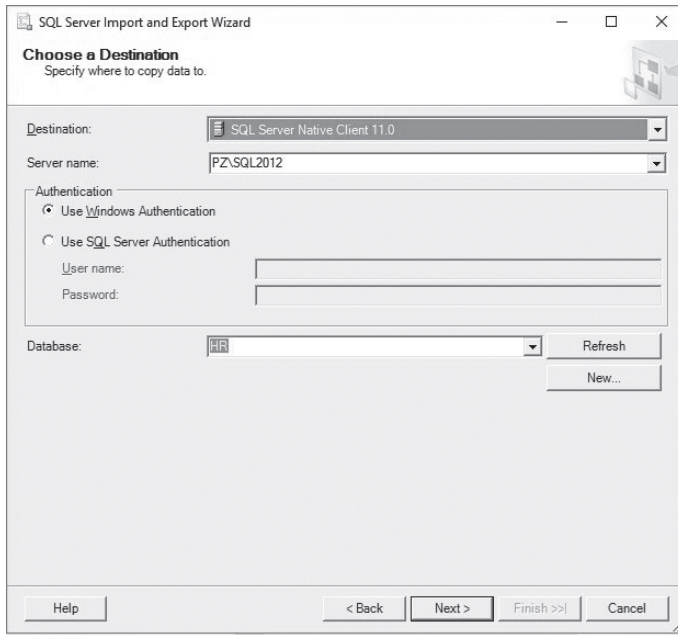 SQL Server Import and Export Wizard
Choose a Destination
Specify where to copy data to.
Destination:
SQL Server Native Client 11.0
Server name:
PZ\SQL2012
Authentication
Use Windows Authentication
Use SQL Server Authentication
User name:
Password:
Database:
HR
Refresh
New...
Help
< Back
Next >
Finish >>|
Cancel